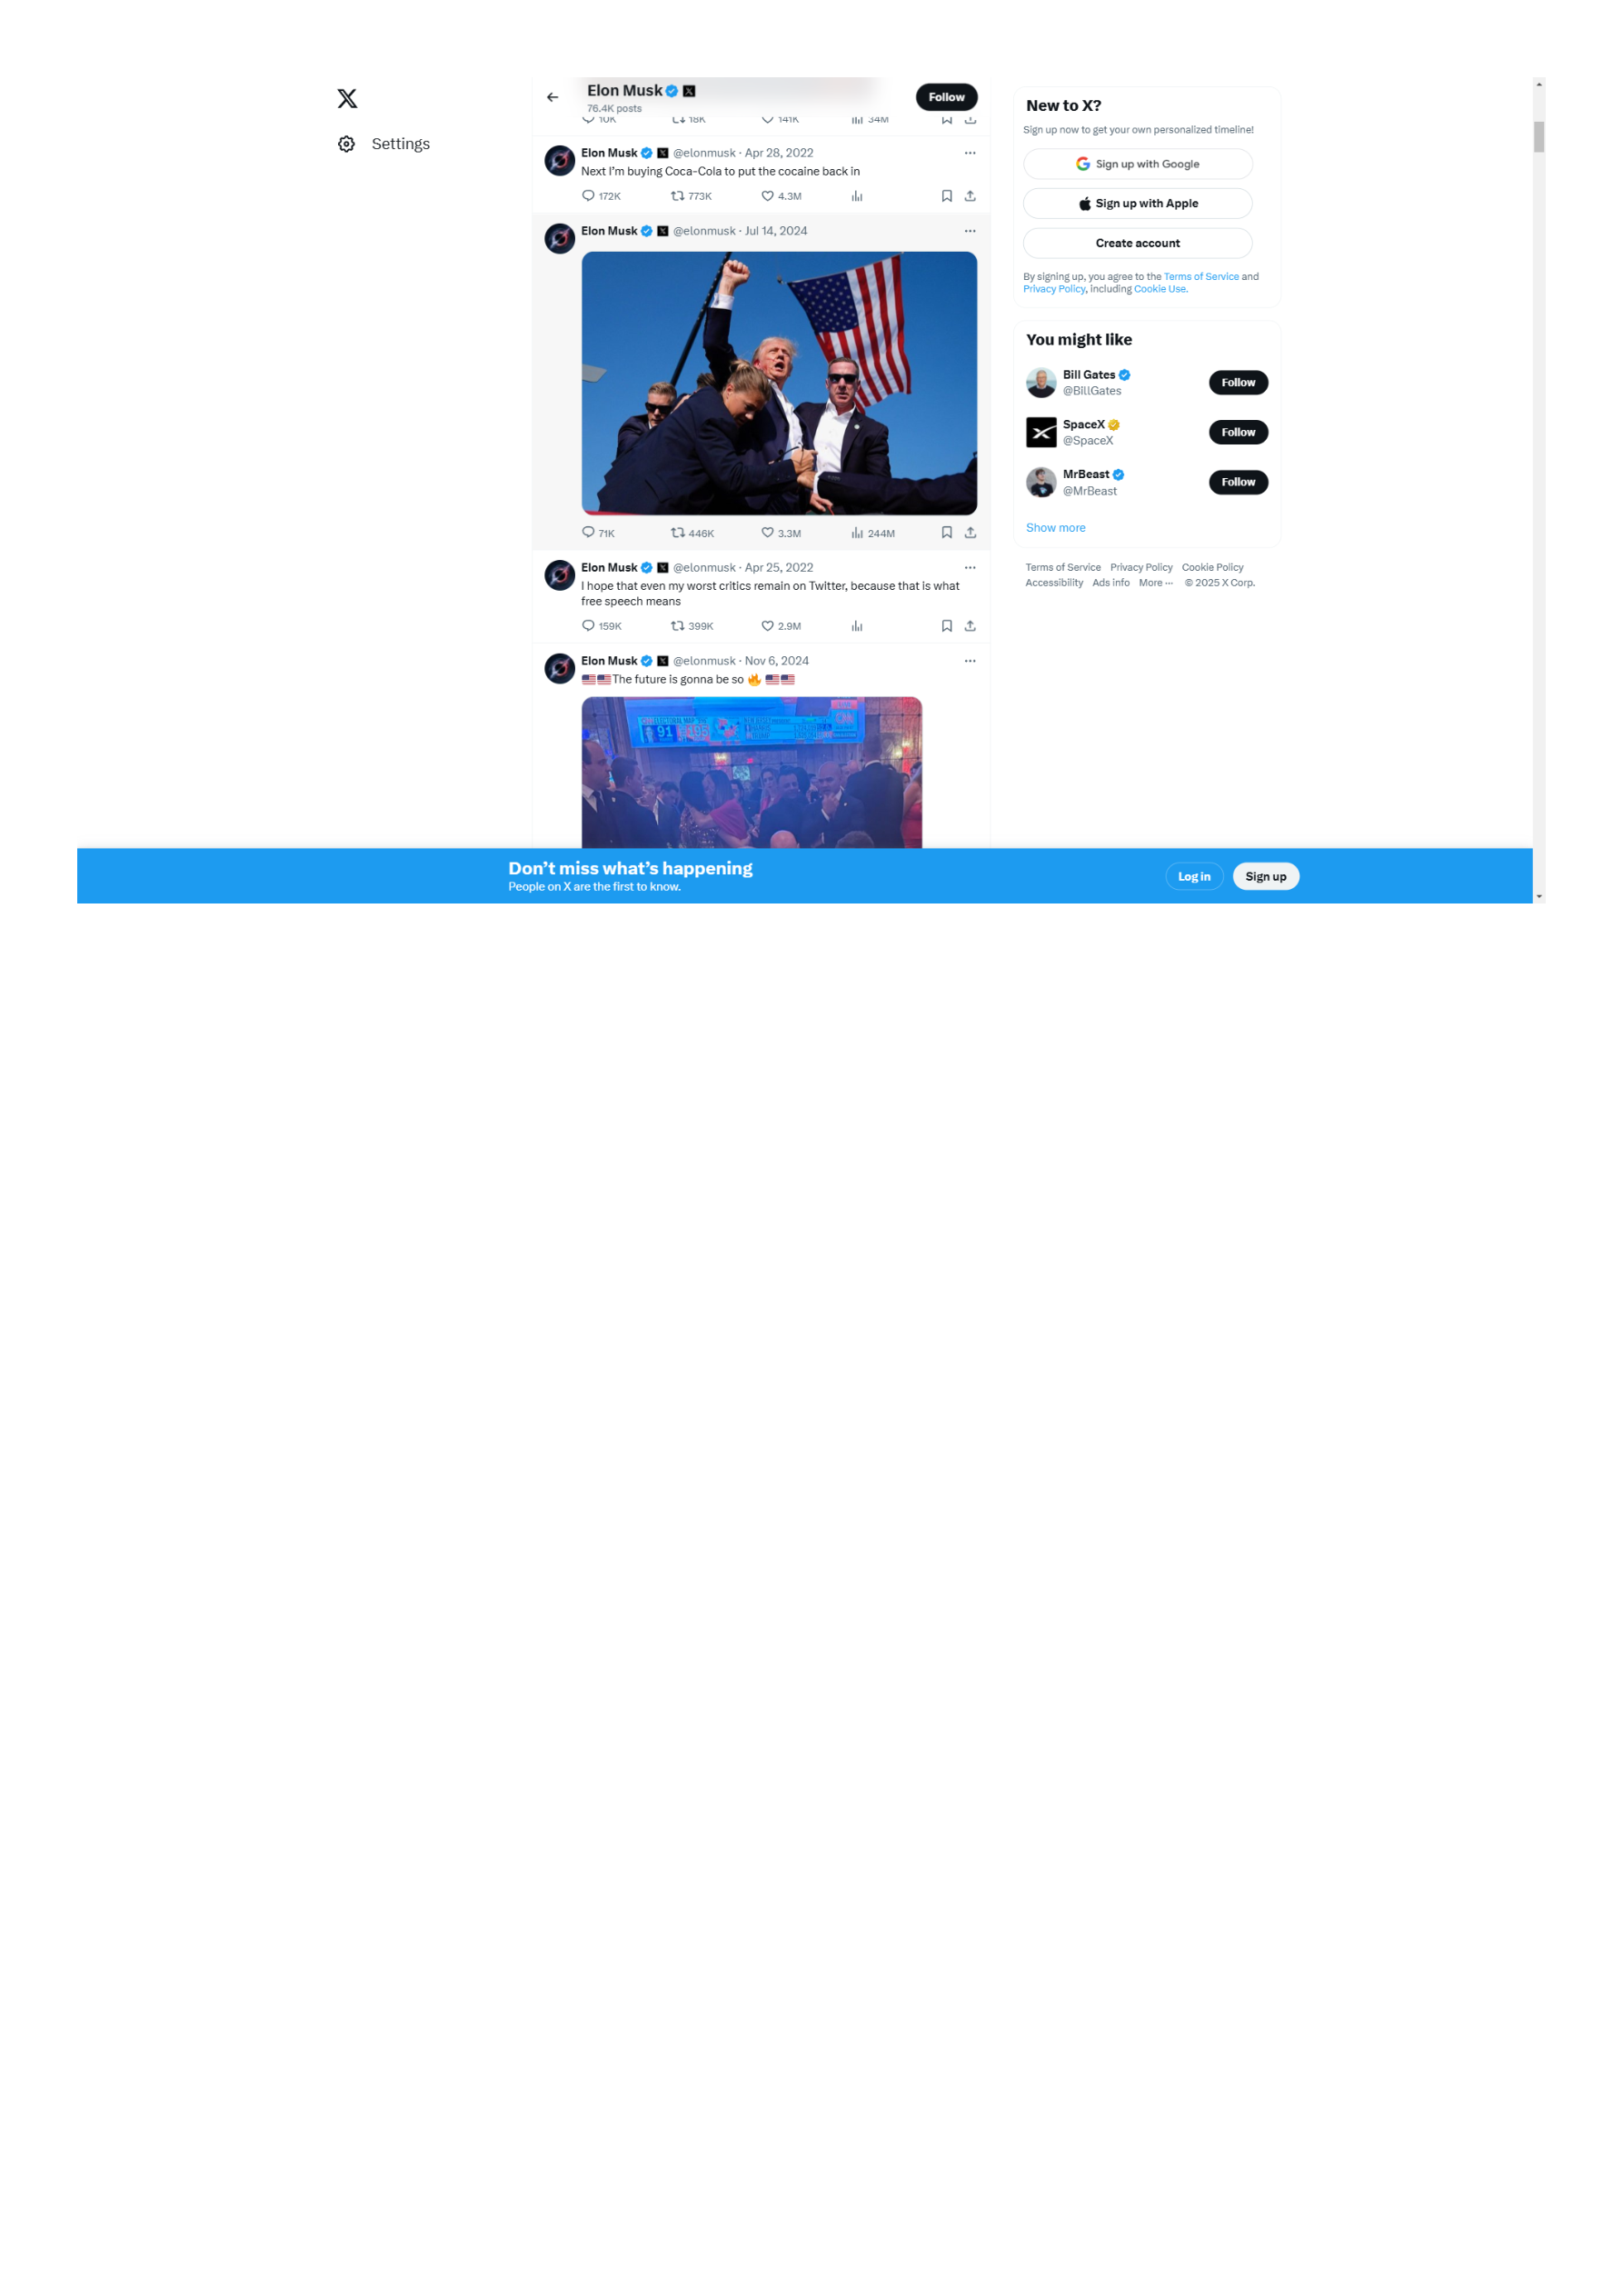 Elon Musk
76.4K posts
Follow
10K 18K 141K 34M
Settings
Elon Musk @elonmusk · Apr 28, 2022
Next I'm buying Coca-Cola to put the cocaine back in
172K 773K 4.3M
Elon Musk @elonmusk · Jul 14, 2024
71K 446K 3.3M 244M
Elon Musk @elonmusk · Apr 25, 2022
I hope that even my worst critics remain on Twitter, because that is what
free speech means
159K 399K 2.9M
Elon Musk @elonmusk · Nov 6, 2024
🇺🇸🇺🇸The future is gonna be so 🔥 🇺🇸🇺🇸
91
New to X?
Sign up now to get your own personalized timeline!
Sign up with Google
Sign up with Apple
Create account
By signing up, you agree to the Terms of Service and
Privacy Policy, including Cookie Use.
You might like
Bill Gates
@BillGates
Follow
SpaceX
@SpaceX
Follow
MrBeast
@MrBeast
Follow
Show more
Terms of Service Privacy Policy Cookie Policy
Accessibility Ads info More ··· © 2025 X Corp.
Don't miss what's happening
People on X are the first to know.
Log in
Sign up